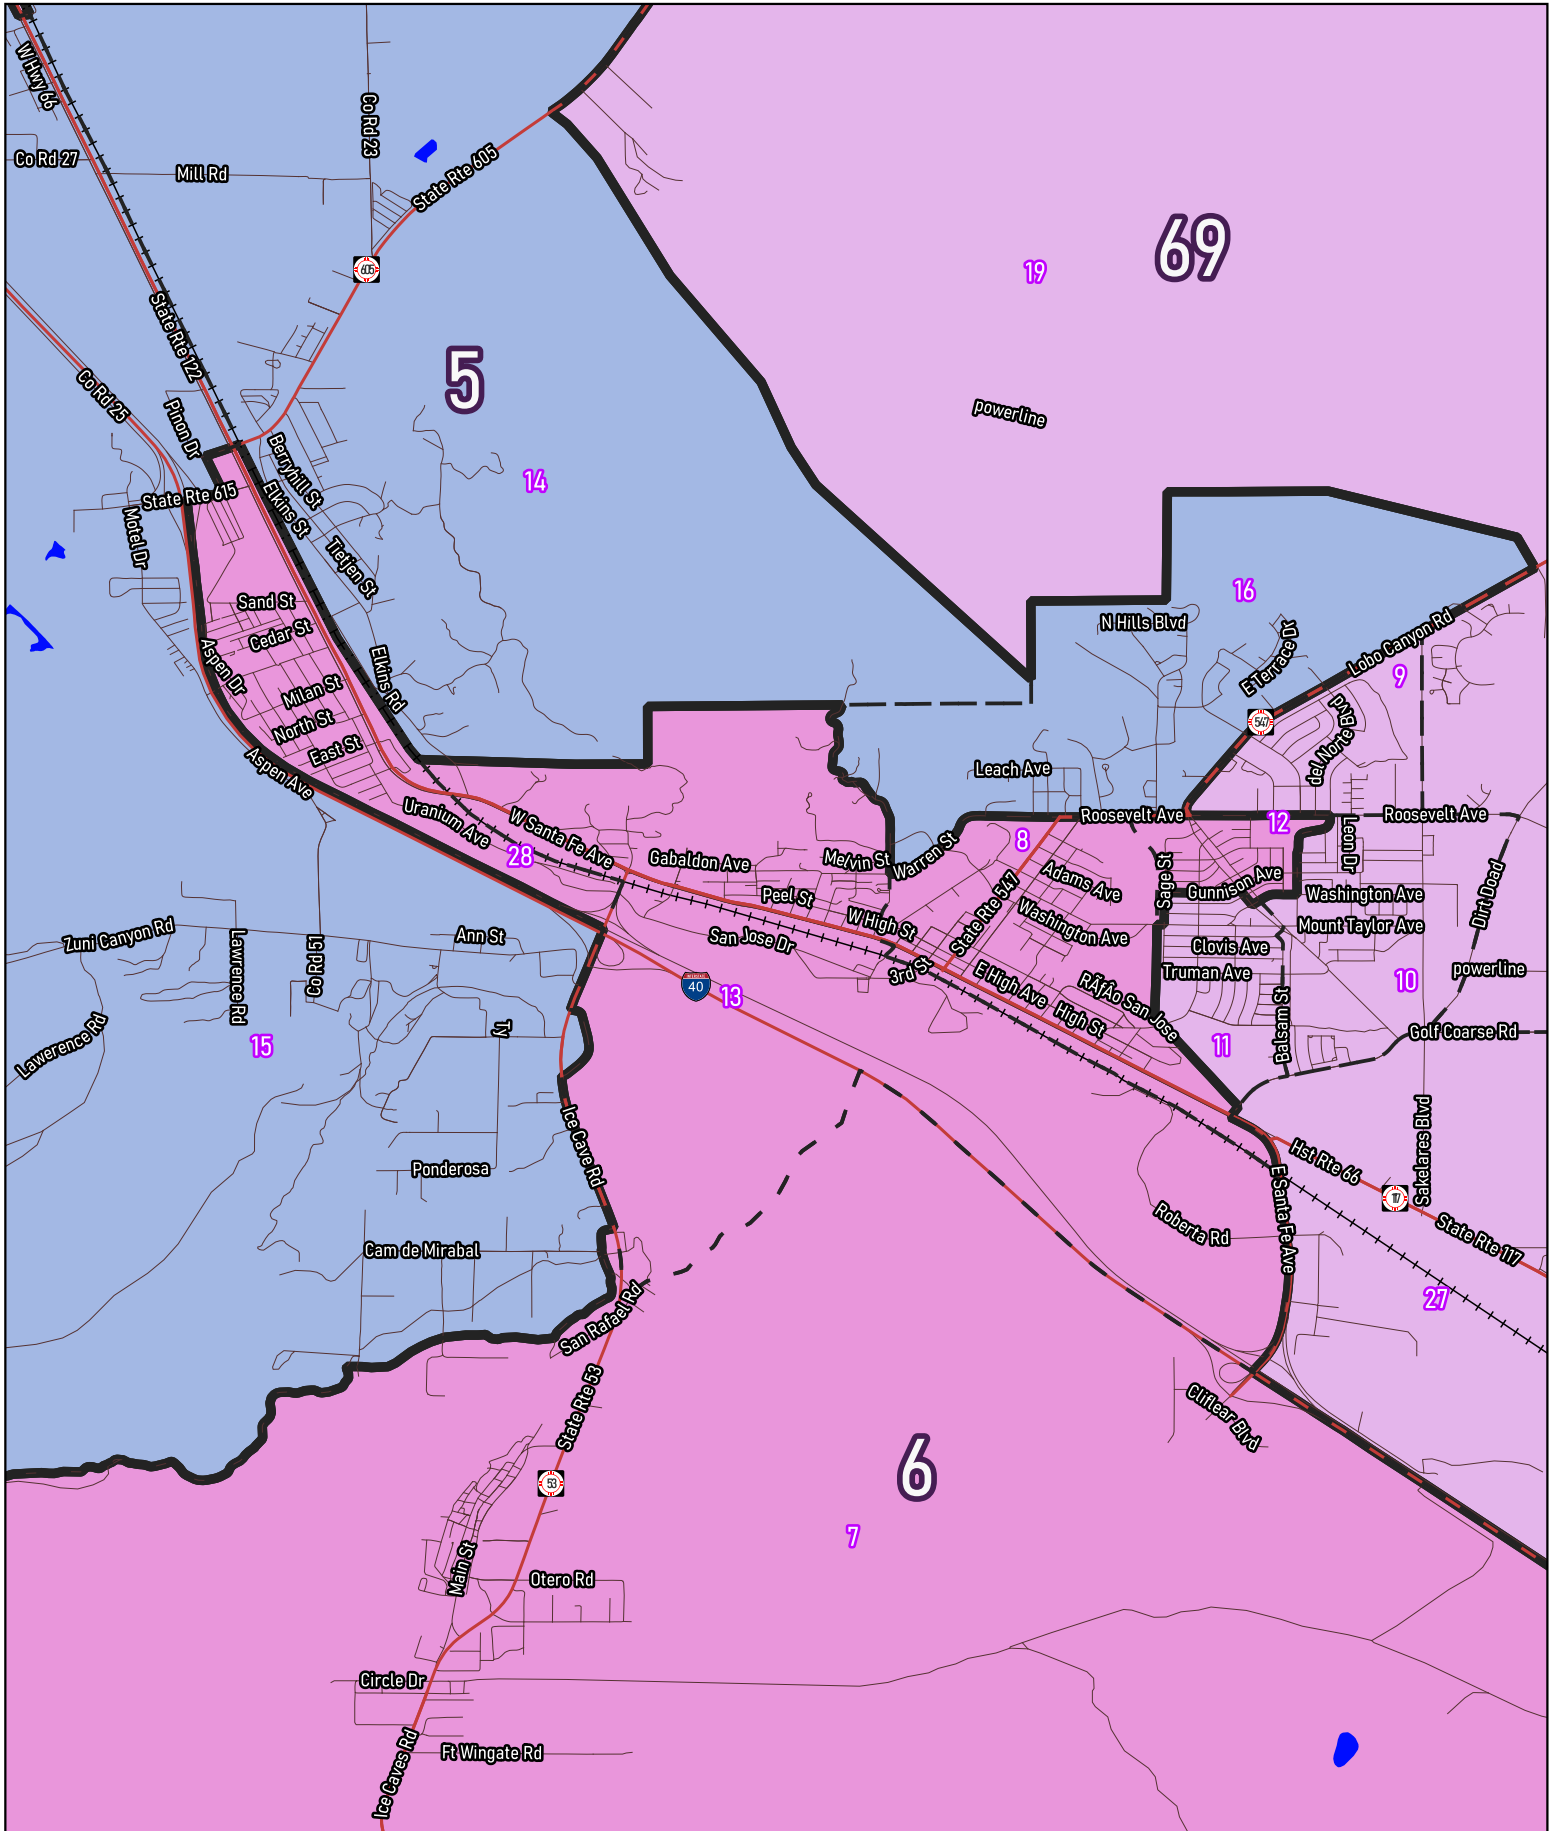 W Hwy 66
Co Rd 23
Co Rd 27
Mill Rd
State Rte 605
69
605
19
State Rte 122
5
Co Rd 25
powerline
Pinon Dr
Berryhill St
14
State Rte 615
Elkins St
Motel Dr
Tietjen St
16
Sand St
N Hills Blvd
Cedar St
Lobo Canyon Rd
E Terrace Dr
Aspen Dr
Elkins Rd
9
Milan St
North St
547
del Norte Blvd
East St
Aspen Ave
Leach Ave
Uranium Ave
W Santa Fe Ave
Roosevelt Ave
12
Roosevelt Ave
8
Leon Dr
28
Gabaldon Ave
Melvin St
Warren St
Adams Ave
Sage St
Gunnison Ave
Washington Ave
Dirt Doad
Peel St
W High St
State Rte 547
Washington Ave
Mount Taylor Ave
Zuni Canyon Rd
Lawrence Rd
Co Rd 15
Ann St
San Jose Dr
Clovis Ave
3rd St
E High Ave
Truman Ave
powerline
10
INTERSTATE
40
13
RÃƒÂo San Jose
High St
Balsam St
Golf Coarse Rd
Lawerence Rd
15
Ty
11
Ice Cave Rd
Sakelares Blvd
Ponderosa
Hst Rte 66
E Santa Fe Ave
117
Roberta Rd
State Rte 117
Cam de Mirabal
27
San Rafael Rd
State Rte 53
Cliflear Blvd
6
53
7
Main St
Otero Rd
Circle Dr
Ice Caves Rd
Ft Wingate Rd